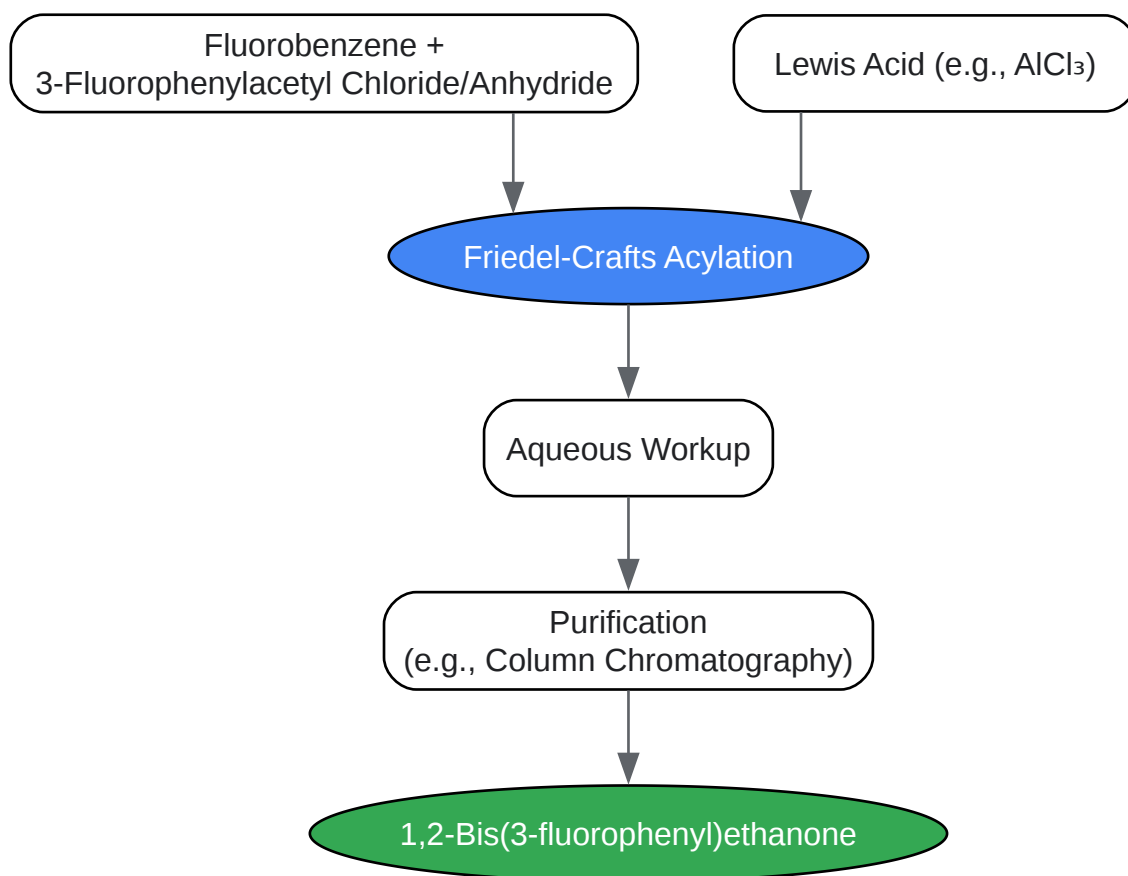 Fluorobenzene +
3-Fluorophenylacetyl Chloride/Anhydride
Lewis Acid (e.g., AlCl₃)
Friedel-Crafts Acylation
Aqueous Workup
Purification
(e.g., Column Chromatography)
1,2-Bis(3-fluorophenyl)ethanone